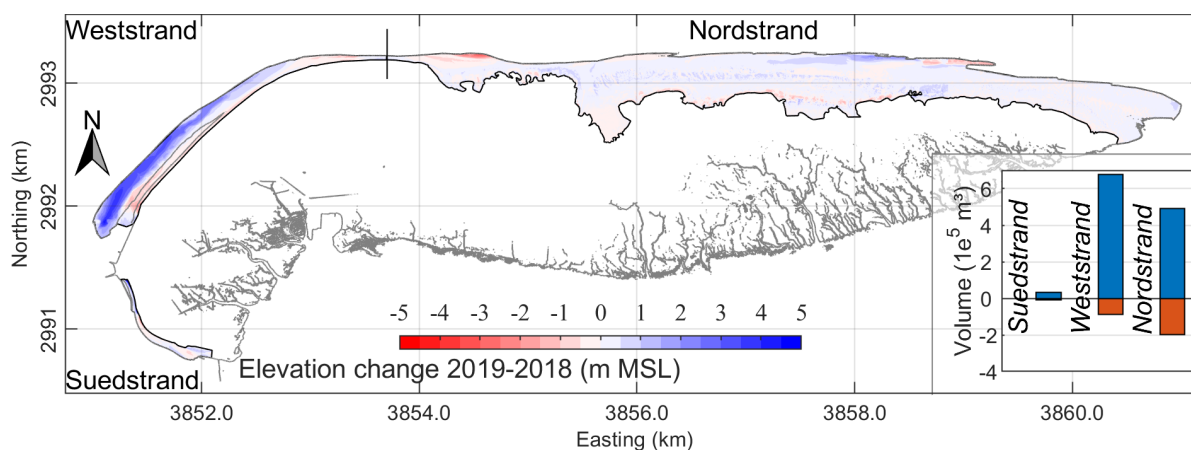 Weststrand
Nordstrand
2993
2992
2991
Northing (km)
N
Suedstrand
-5 -4 -3 -2 -1 0 1 2 3 4 5
Elevation change 2019-2018 (m MSL)
3852.0 3854.0 3856.0 3858.0 3860.0
Easting (km)
Volume (1e⁵ m³)
6
4
2
0
-2
-4
Suedstrand
Weststrand
Nordstrand